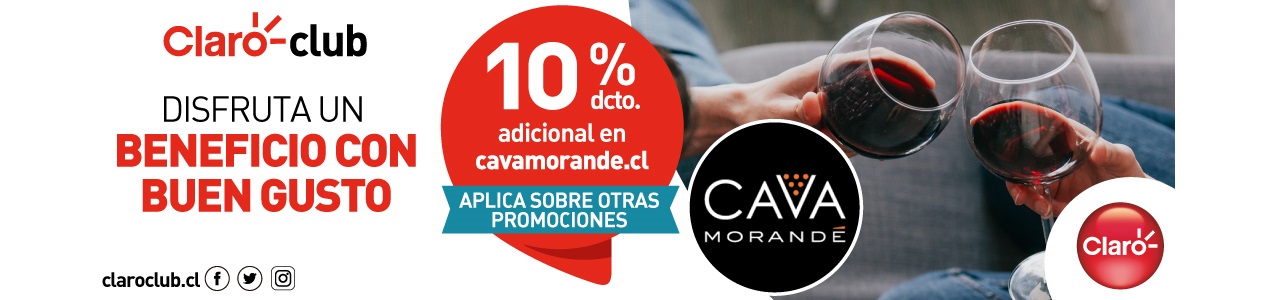 Claro-club
DISFRUTA UN
BENEFICIO CON
BUEN GUSTO
claroclub.cl
10%
dcto.
adicional en
cavamorande.cl
APLICA SOBRE OTRAS
PROMOCIONES
CAVA
MORANDÉ
Claro